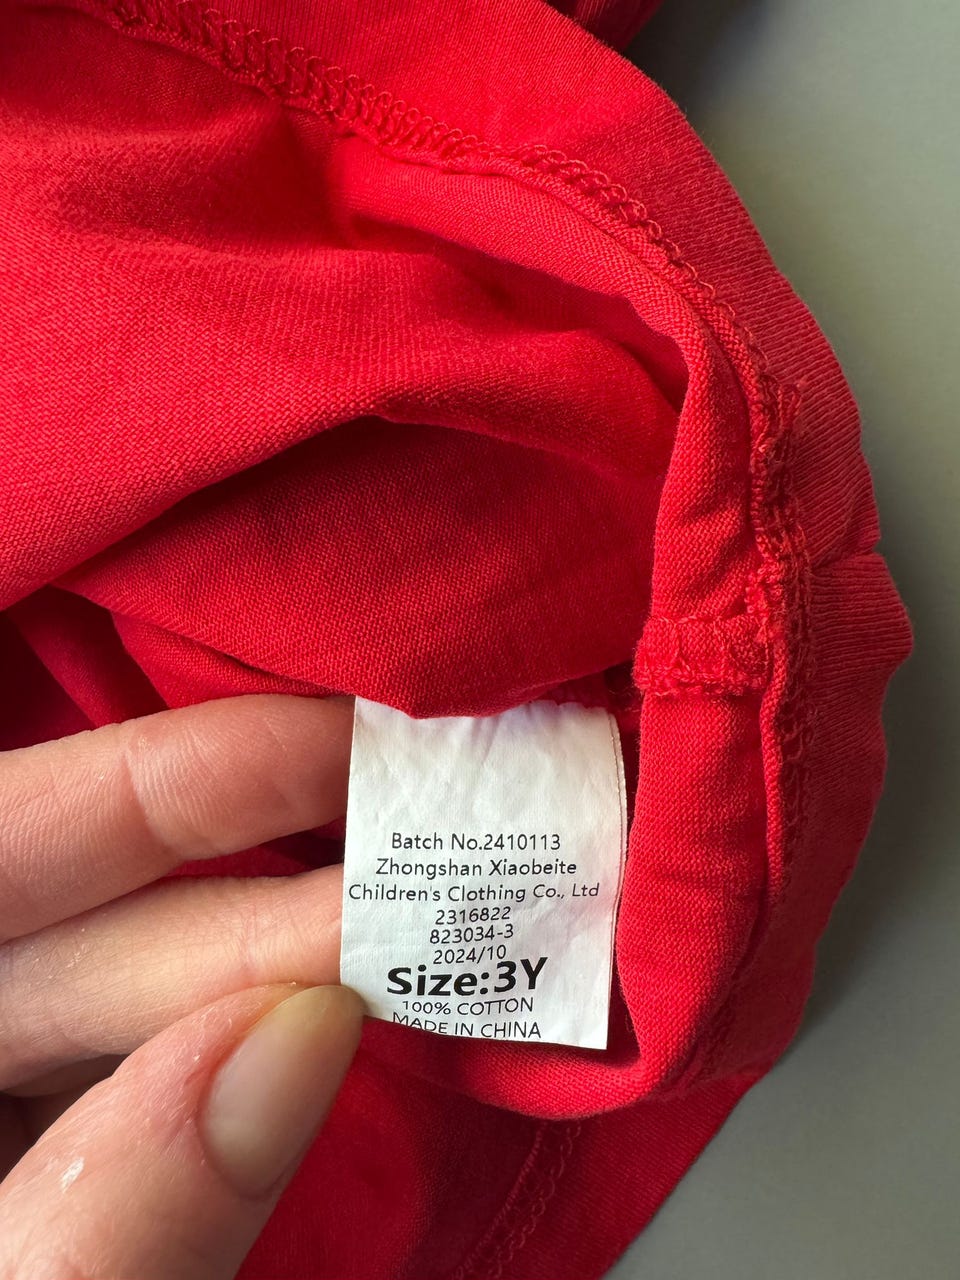 Batch No.2410113
Zhongshan Xiaobeite
Children's Clothing Co., Ltd
2316822
823034-3
2024/10
Size:3Y
100% COTTON
MADE IN CHINA